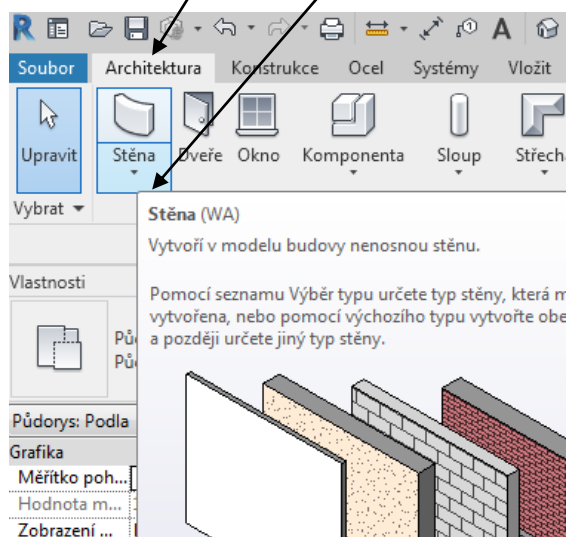 R A
Soubor Architektura Konstrukce Ocel Systémy Vložit
Upravit Stěna Dveře Okno Komponenta Sloup
Vybrat
Stěna (WA)
Vytvoří v modelu budovy nenosnou stěnu.
Vlastnosti
Pomocí seznamu Výběr typu určete typ stěny, která
vytvořena, nebo pomocí výchozího typu vytvořte
a později určete jiný typ stěny.
Půdorys: Podla
Grafika
Měřítko poh...
Hodnota m...
Zobrazení ...